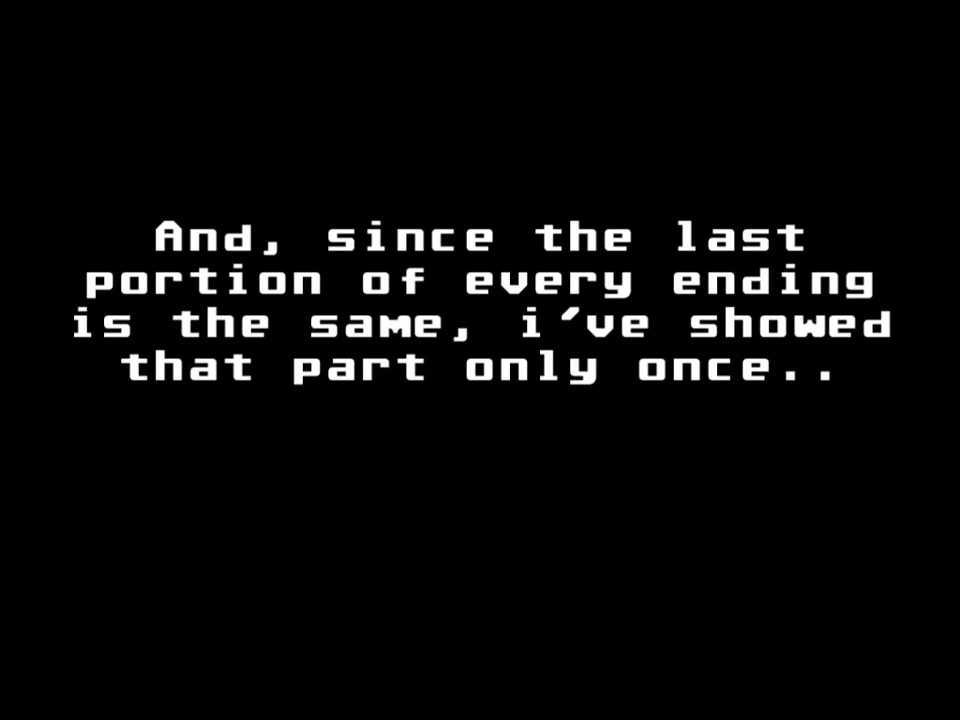 And, since the last
portion of every ending
is the same, i've showed
that part only once..